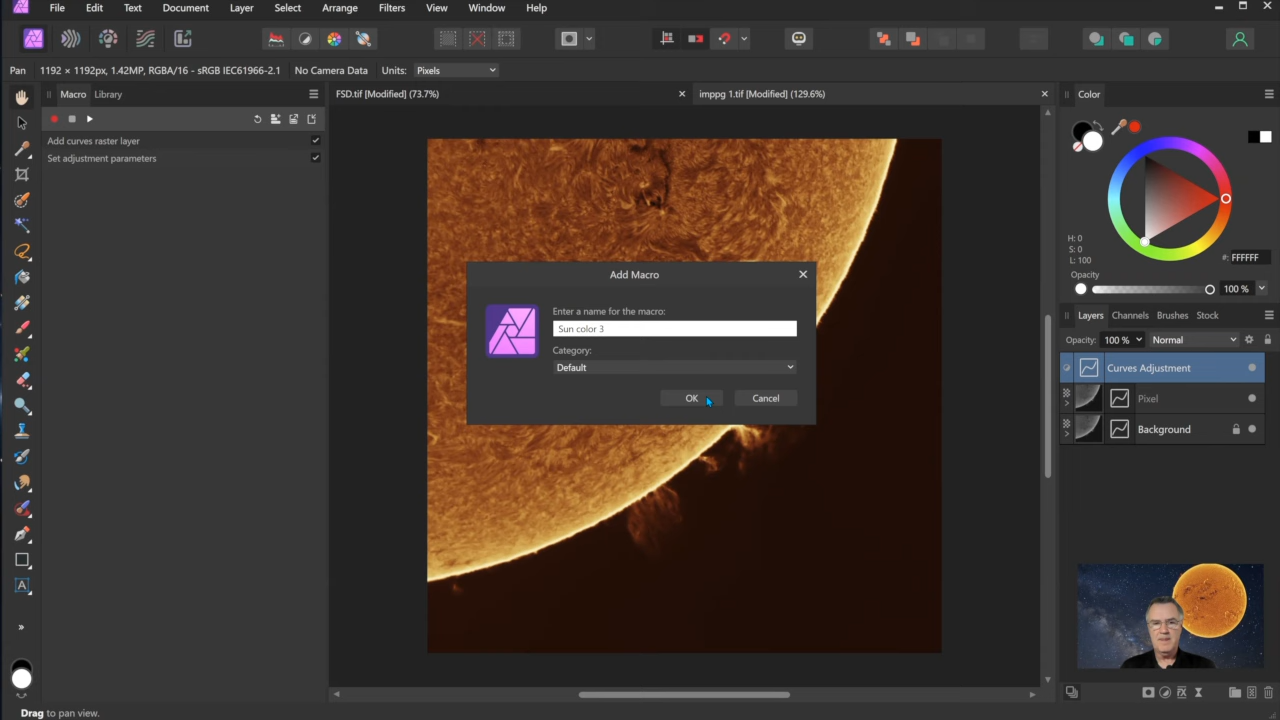 File Edit Text Document Layer Select Arrange Filters View Window Help
Pan 1192 × 1192px, 1.42MP, RGBA/16 - sRGB IEC61966-2.1 No Camera Data Units: Pixels
Macro Library
FSD.tif [Modified] (73.7%)
imppg 1.tif [Modified] (129.6%)
Color
Add curves raster layer
Set adjustment parameters
H: 0
S: 0
L: 100
#: FFFFFF
Opacity
100 %
Add Macro
Enter a name for the macro:
Sun color 3
Category:
Default
OK Cancel
Layers Channels Brushes Stock
Opacity: 100 % Normal
Curves Adjustment
Pixel
Background
A
Drag to pan view.